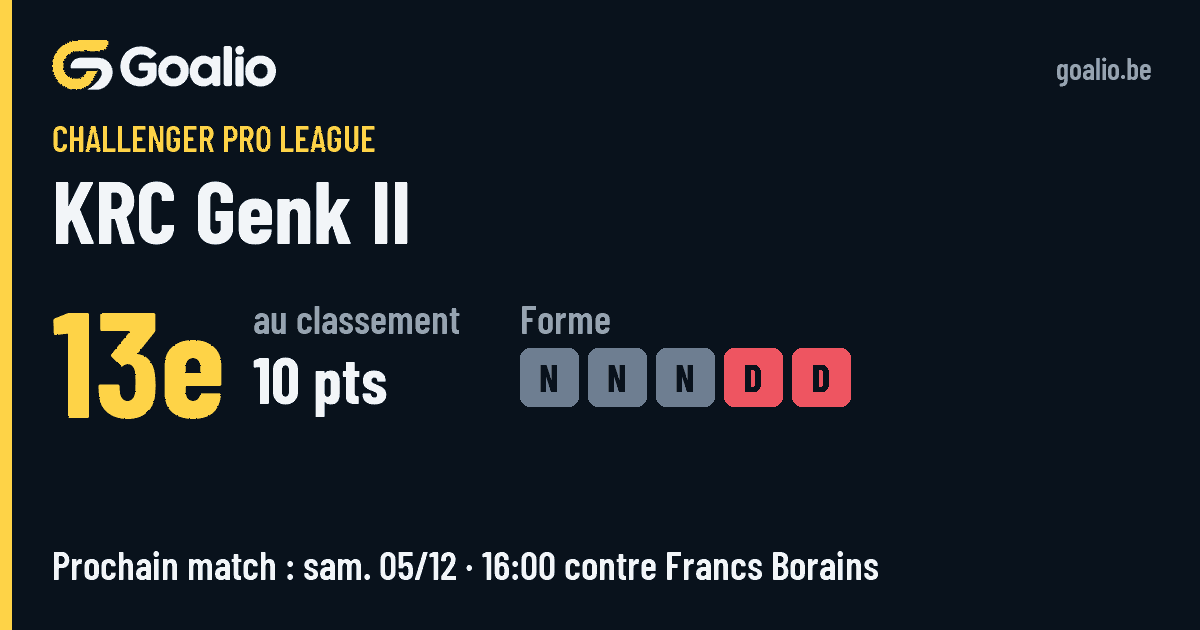 Goalio
goalio.be
CHALLENGER PRO LEAGUE
KRC Genk II
13e
au classement
10 pts
Forme
N N N D D
Prochain match : sam. 05/12 · 16:00 contre Francs Borains